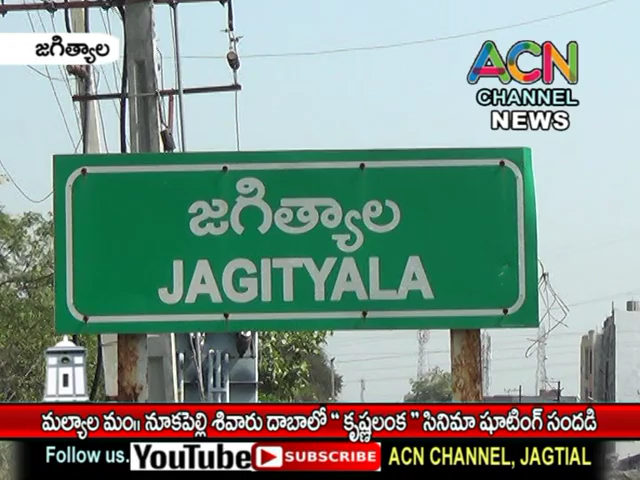 జగిత్యాల
ACN
CHANNEL
NEWS
జగిత్యాల
JAGITYALA
మల్యాల మం॥ నూకపెల్లి శివారు దాబాలో " కృష్ణలంక " సినిమా షూటింగ్ సందడి
Follow us. YouTube SUBSCRIBE ACN CHANNEL, JAGTIAL